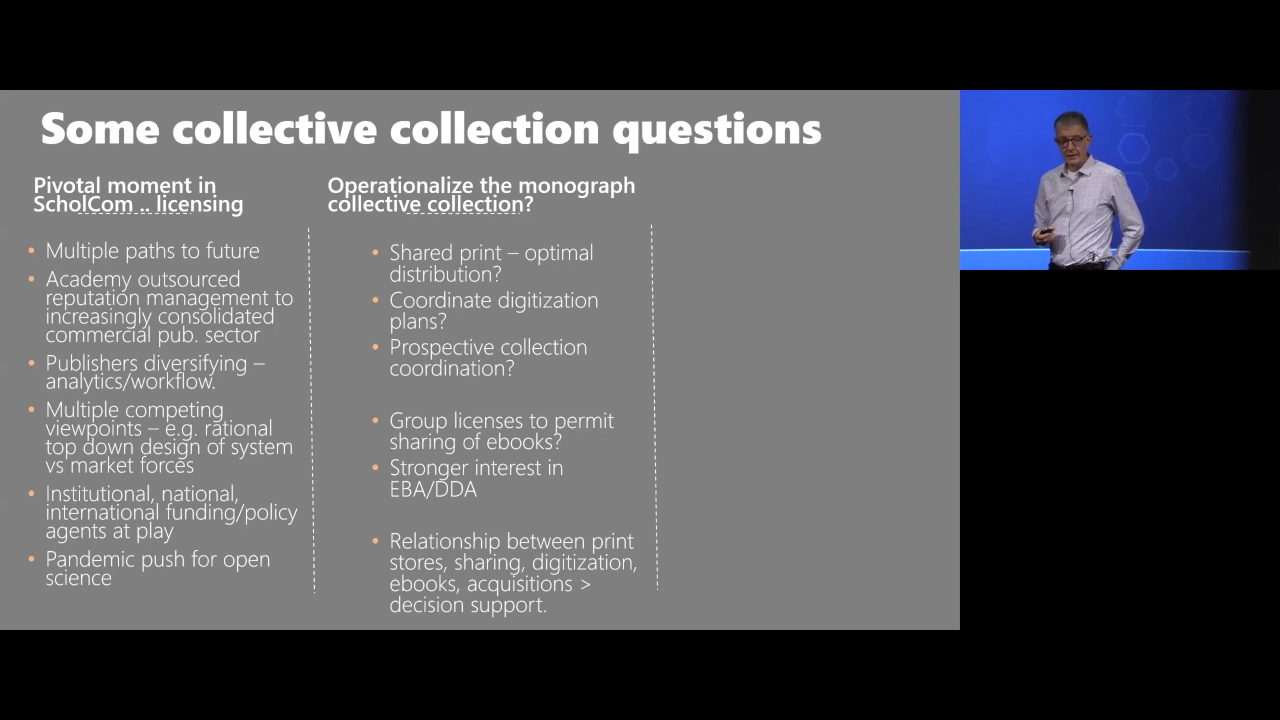 Some collective collection questions
Pivotal moment in
ScholCom .. licensing
• Multiple paths to future
• Academy outsourced
reputation management to
increasingly consolidated
commercial pub. sector
• Publishers diversifying –
analytics/workflow.
• Multiple competing
viewpoints – e.g. rational
top down design of system
vs market forces
• Institutional, national,
international funding/policy
agents at play
• Pandemic push for open
science
Operationalize the monograph
collective collection?
• Shared print – optimal
distribution?
• Coordinate digitization
plans?
• Prospective collection
coordination?
• Group licenses to permit
sharing of ebooks?
• Stronger interest in
EBA/DDA
• Relationship between print
stores, sharing, digitization,
ebooks, acquisitions >
decision support.